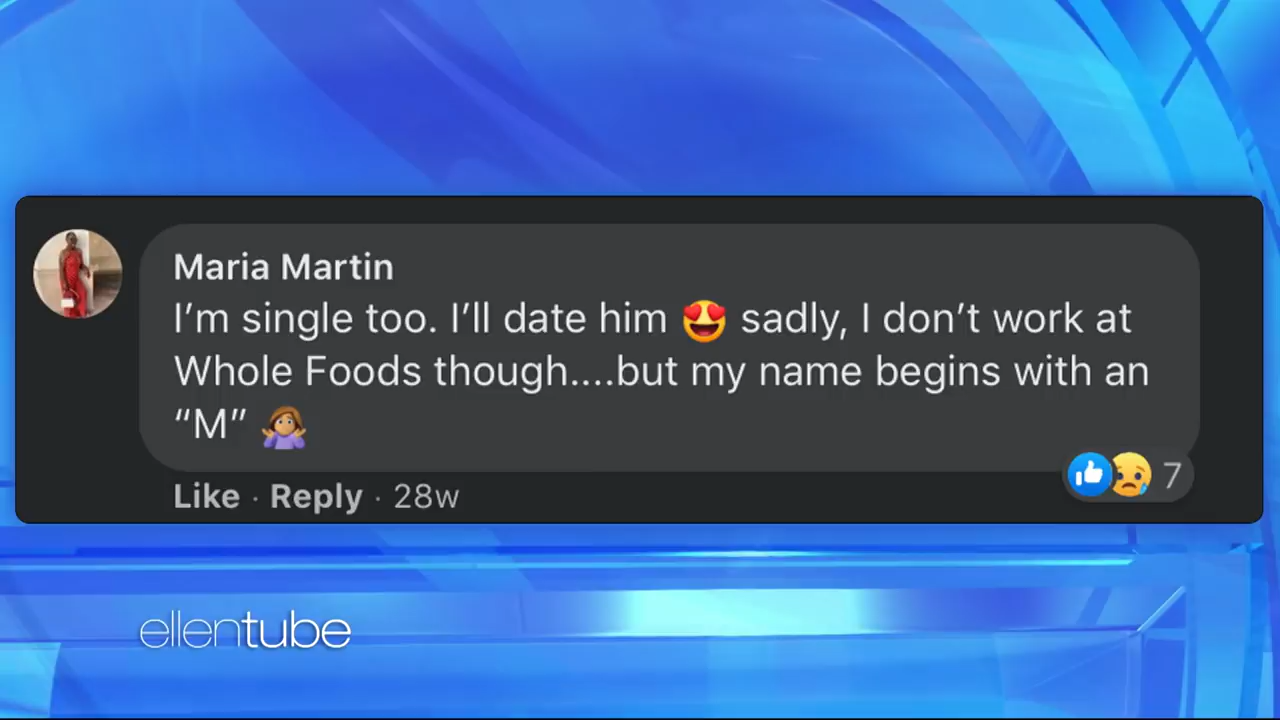 Maria Martin
I’m single too. I’ll date him 😍 sadly, I don’t work at
Whole Foods though....but my name begins with an
“M” 🤷🏽‍♀️
Like · Reply · 28w
7
ellentube